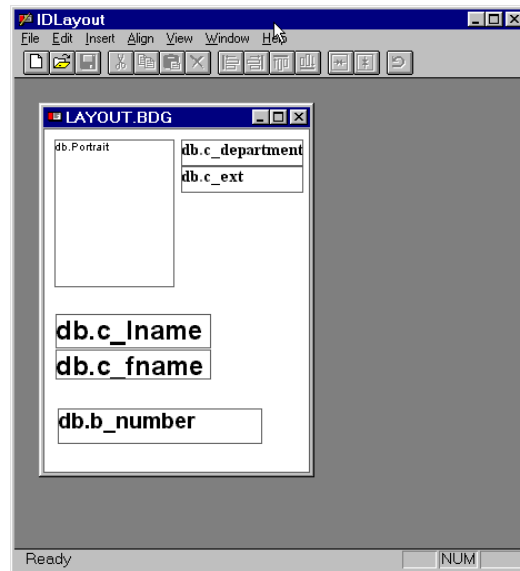 IDLayout
File Edit Insert Align View Window Help
LAYOUT.BDG
db.Portrait
db.c_department
db.c_ext
db.c_lname
db.c_fname
db.b_number
Ready NUM